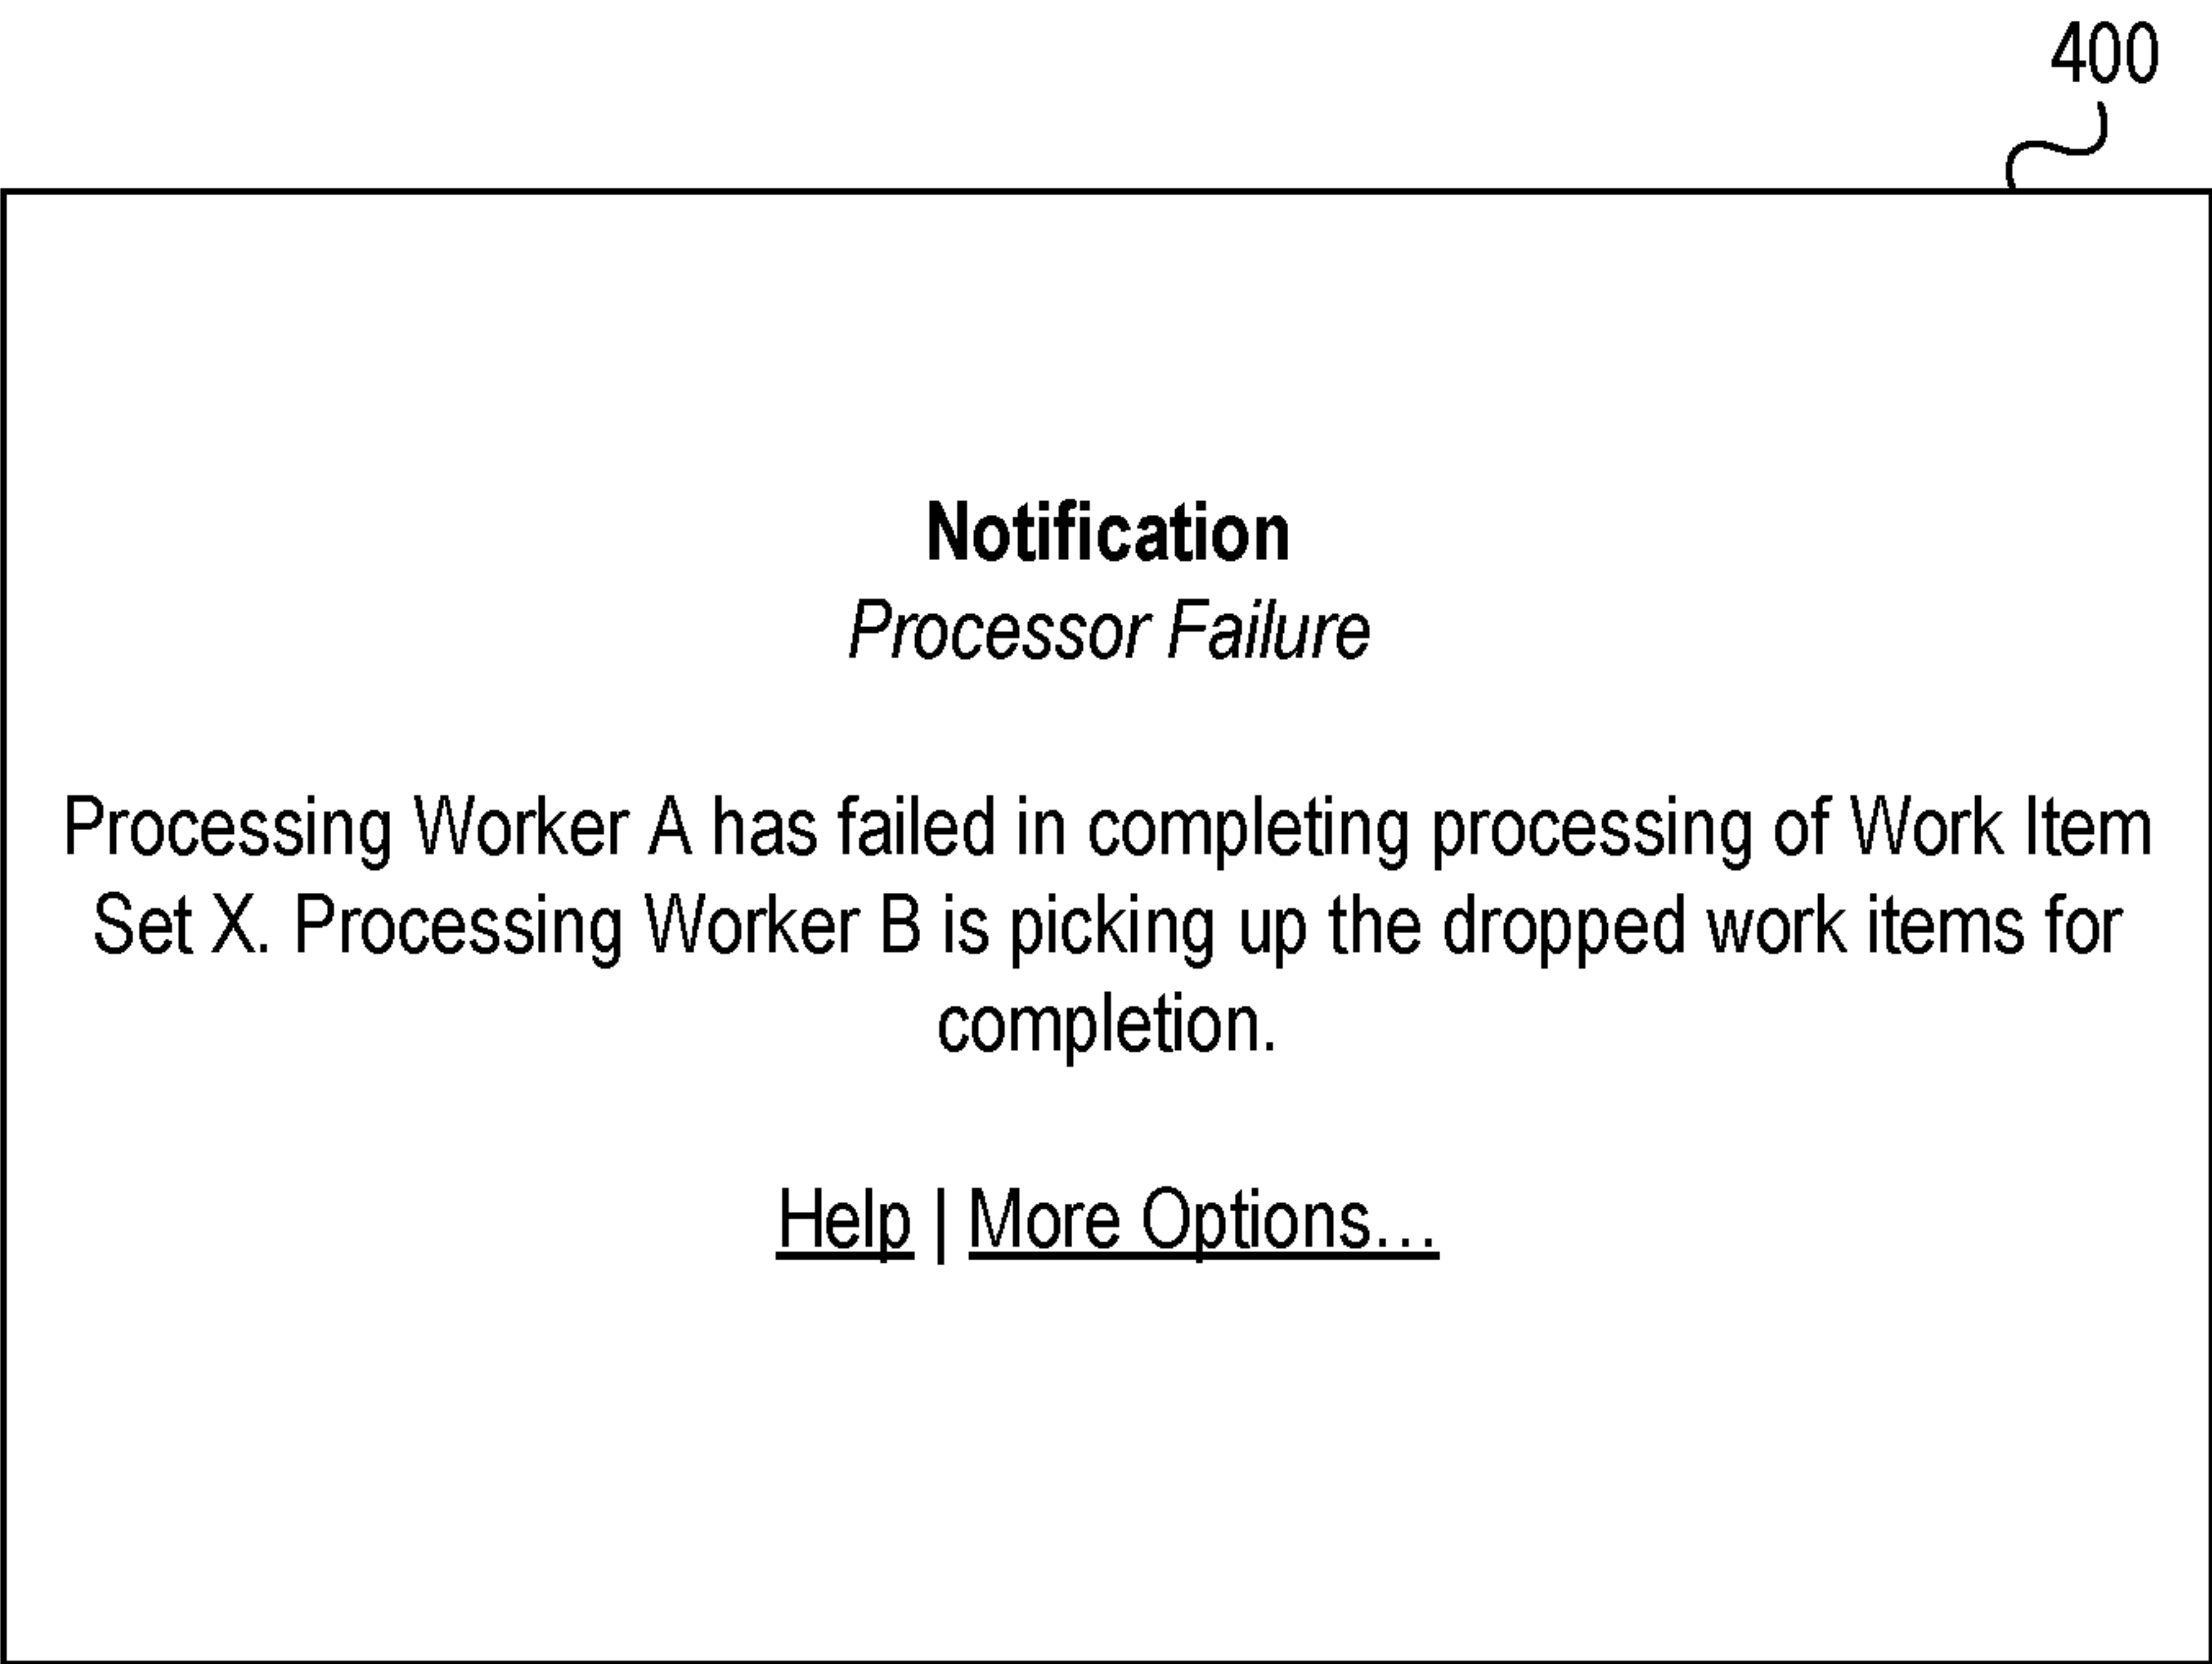 400
Notification
Processor Failure
Processing Worker A has failed in completing processing of Work Item
Set X. Processing Worker B is picking up the dropped work items for
completion.
Help | More Options...